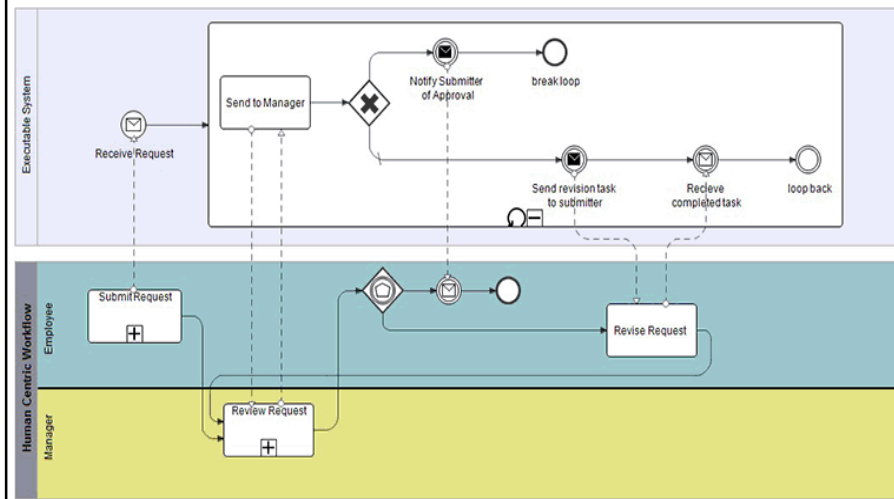 Executable System
Receive Request
Send to Manager
Notify Submitter
of Approval
break loop
Send revision task
to submitter
Recieve
completed task
loop back
Human Centric Workflow
Employee
Submit Request
Revise Request
Manager
Review Request